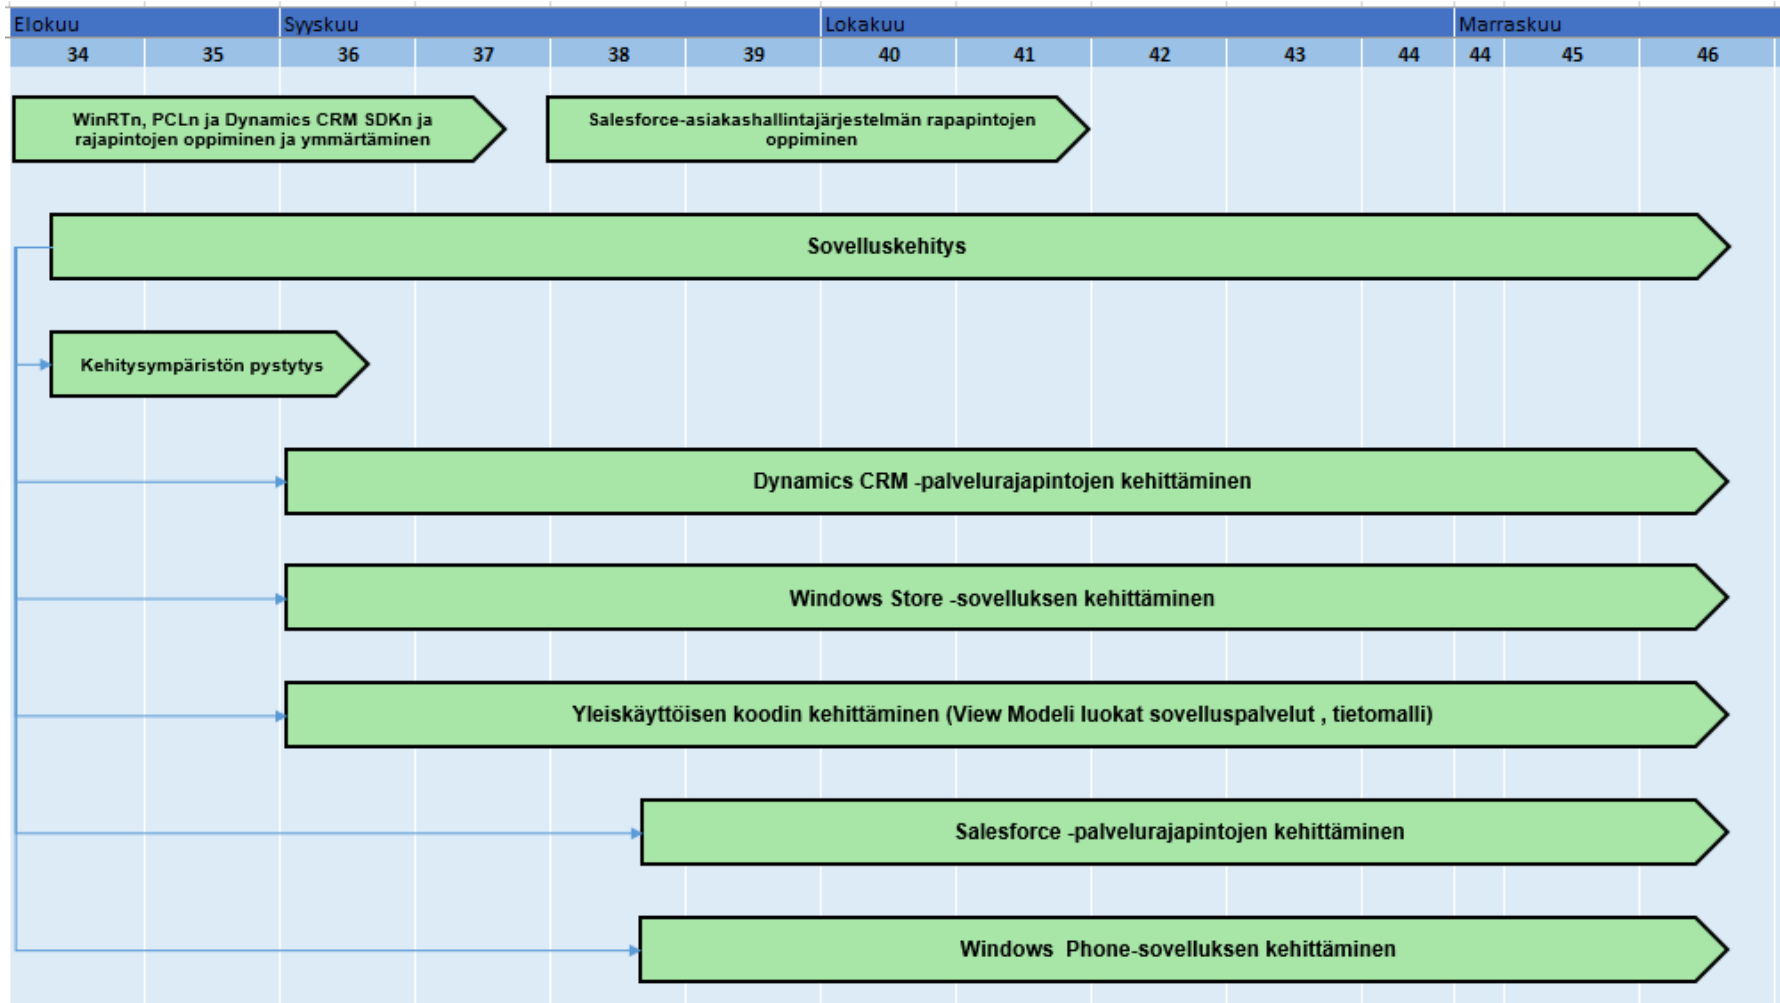 Elokuu Syyskuu Lokakuu Marraskuu
34 35 36 37 38 39 40 41 42 43 44 44 45 46
WinRTn, PCLn ja Dynamics CRM SDKn ja
rajapintojen oppiminen ja ymmärtäminen
Salesforce-asiakashallintajärjestelmän rapapintojen
oppiminen
Sovelluskehitys
Kehitysympäristön pystytys
Dynamics CRM -palvelurajapintojen kehittäminen
Windows Store -sovelluksen kehittäminen
Yleiskäyttöisen koodin kehittäminen (View Modeli luokat sovelluspalvelut , tietomalli)
Salesforce -palvelurajapintojen kehittäminen
Windows Phone-sovelluksen kehittäminen